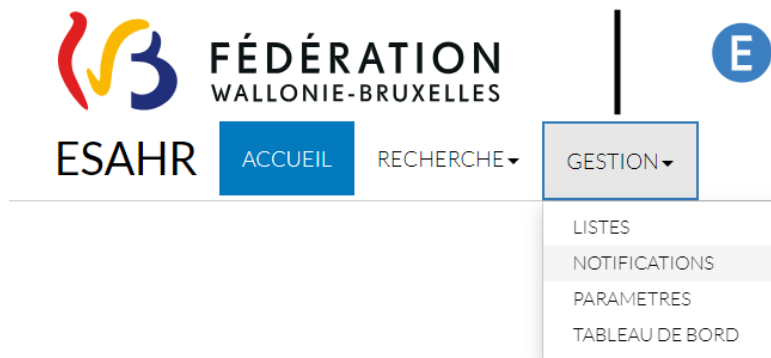 FÉDÉRATION
WALLONIE-BRUXELLES
E
ESAHR ACCUEIL RECHERCHE GESTION
LISTES
NOTIFICATIONS
PARAMETRES
TABLEAU DE BORD